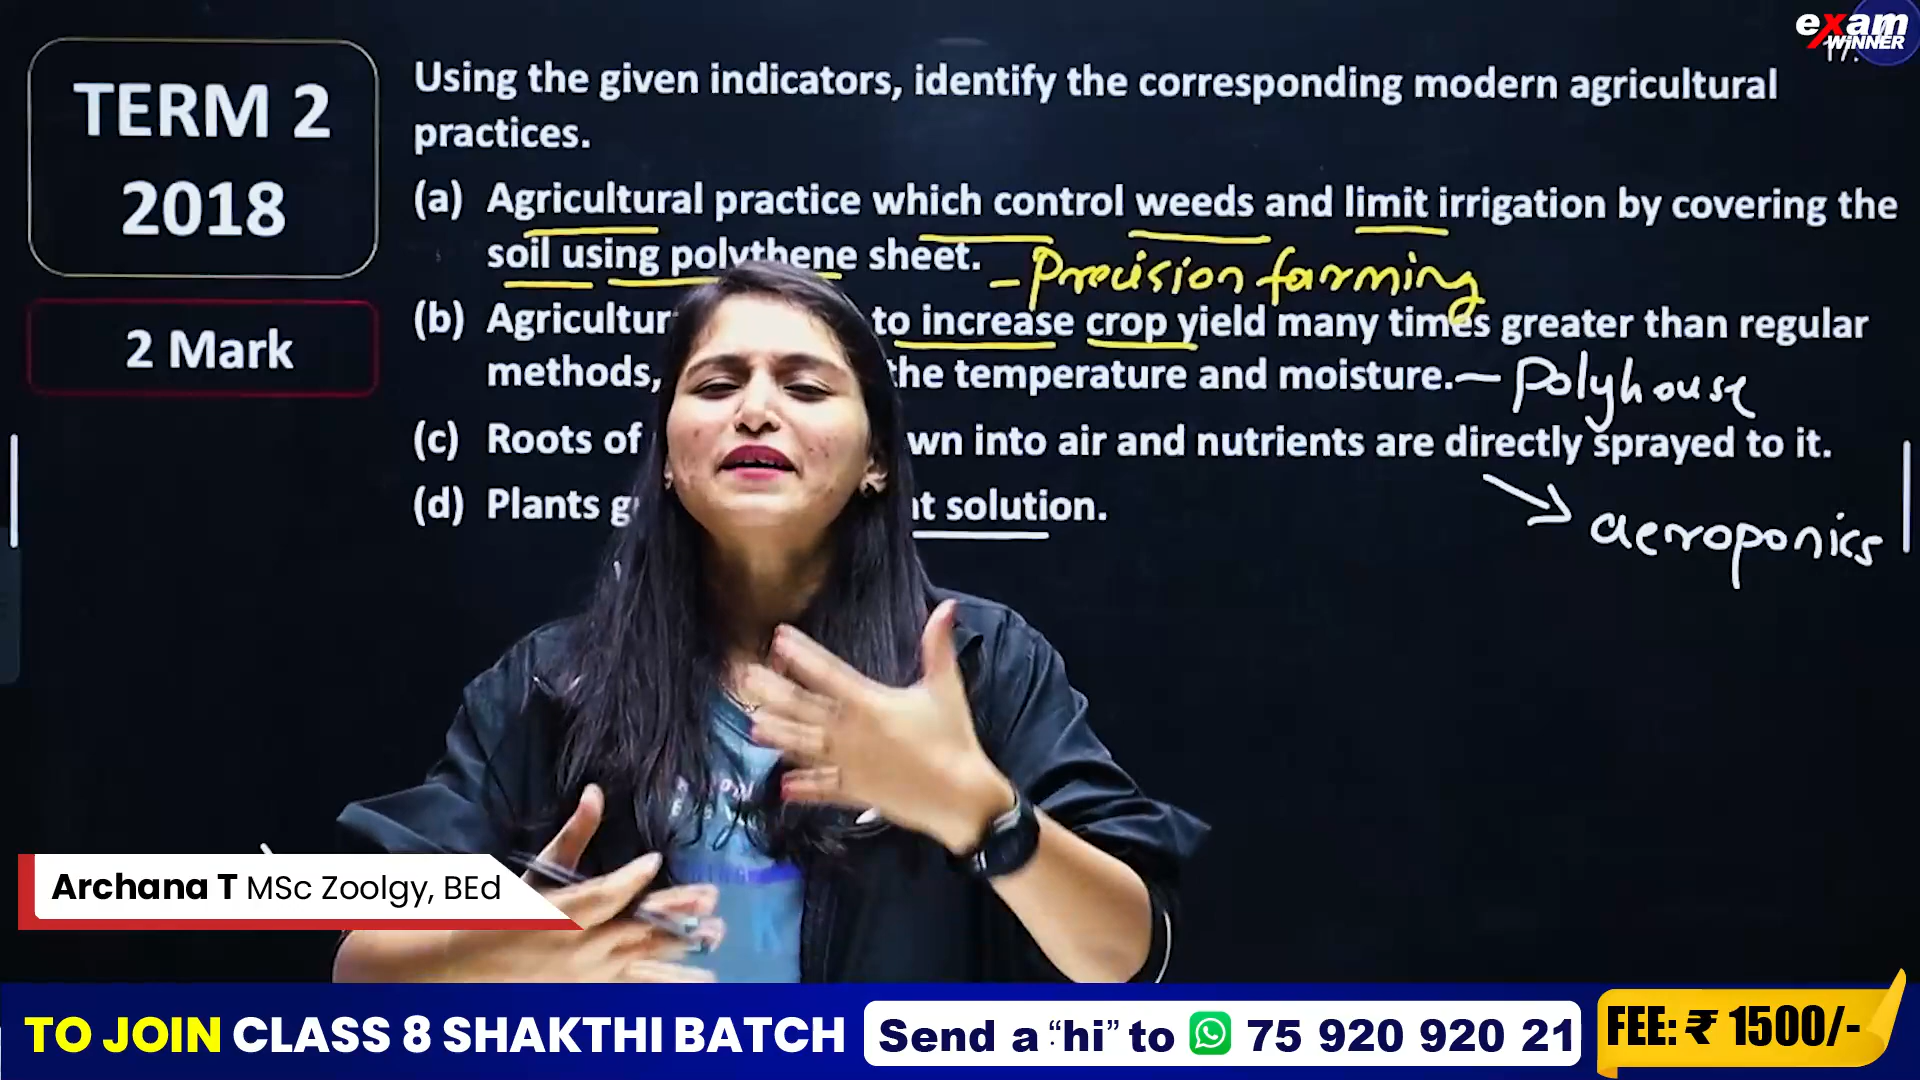 exam
WINNER
TERM 2
2018
2 Mark
Using the given indicators, identify the corresponding modern agricultural
practices.
(a) Agricultural practice which control weeds and limit irrigation by covering the
soil using polythene sheet. - Precision farming
(b) to increase crop yield many times greater than regular
methods, the temperature and moisture. - Polyhouse
(c) Roots of into air and nutrients are directly sprayed to it.
→ aeroponics
(d) Plants solution.
Archana T MSc Zoolgy, BEd
TO JOIN CLASS 8 SHAKTHI BATCH Send a “hi” to 75 920 920 21 FEE: ₹ 1500/-